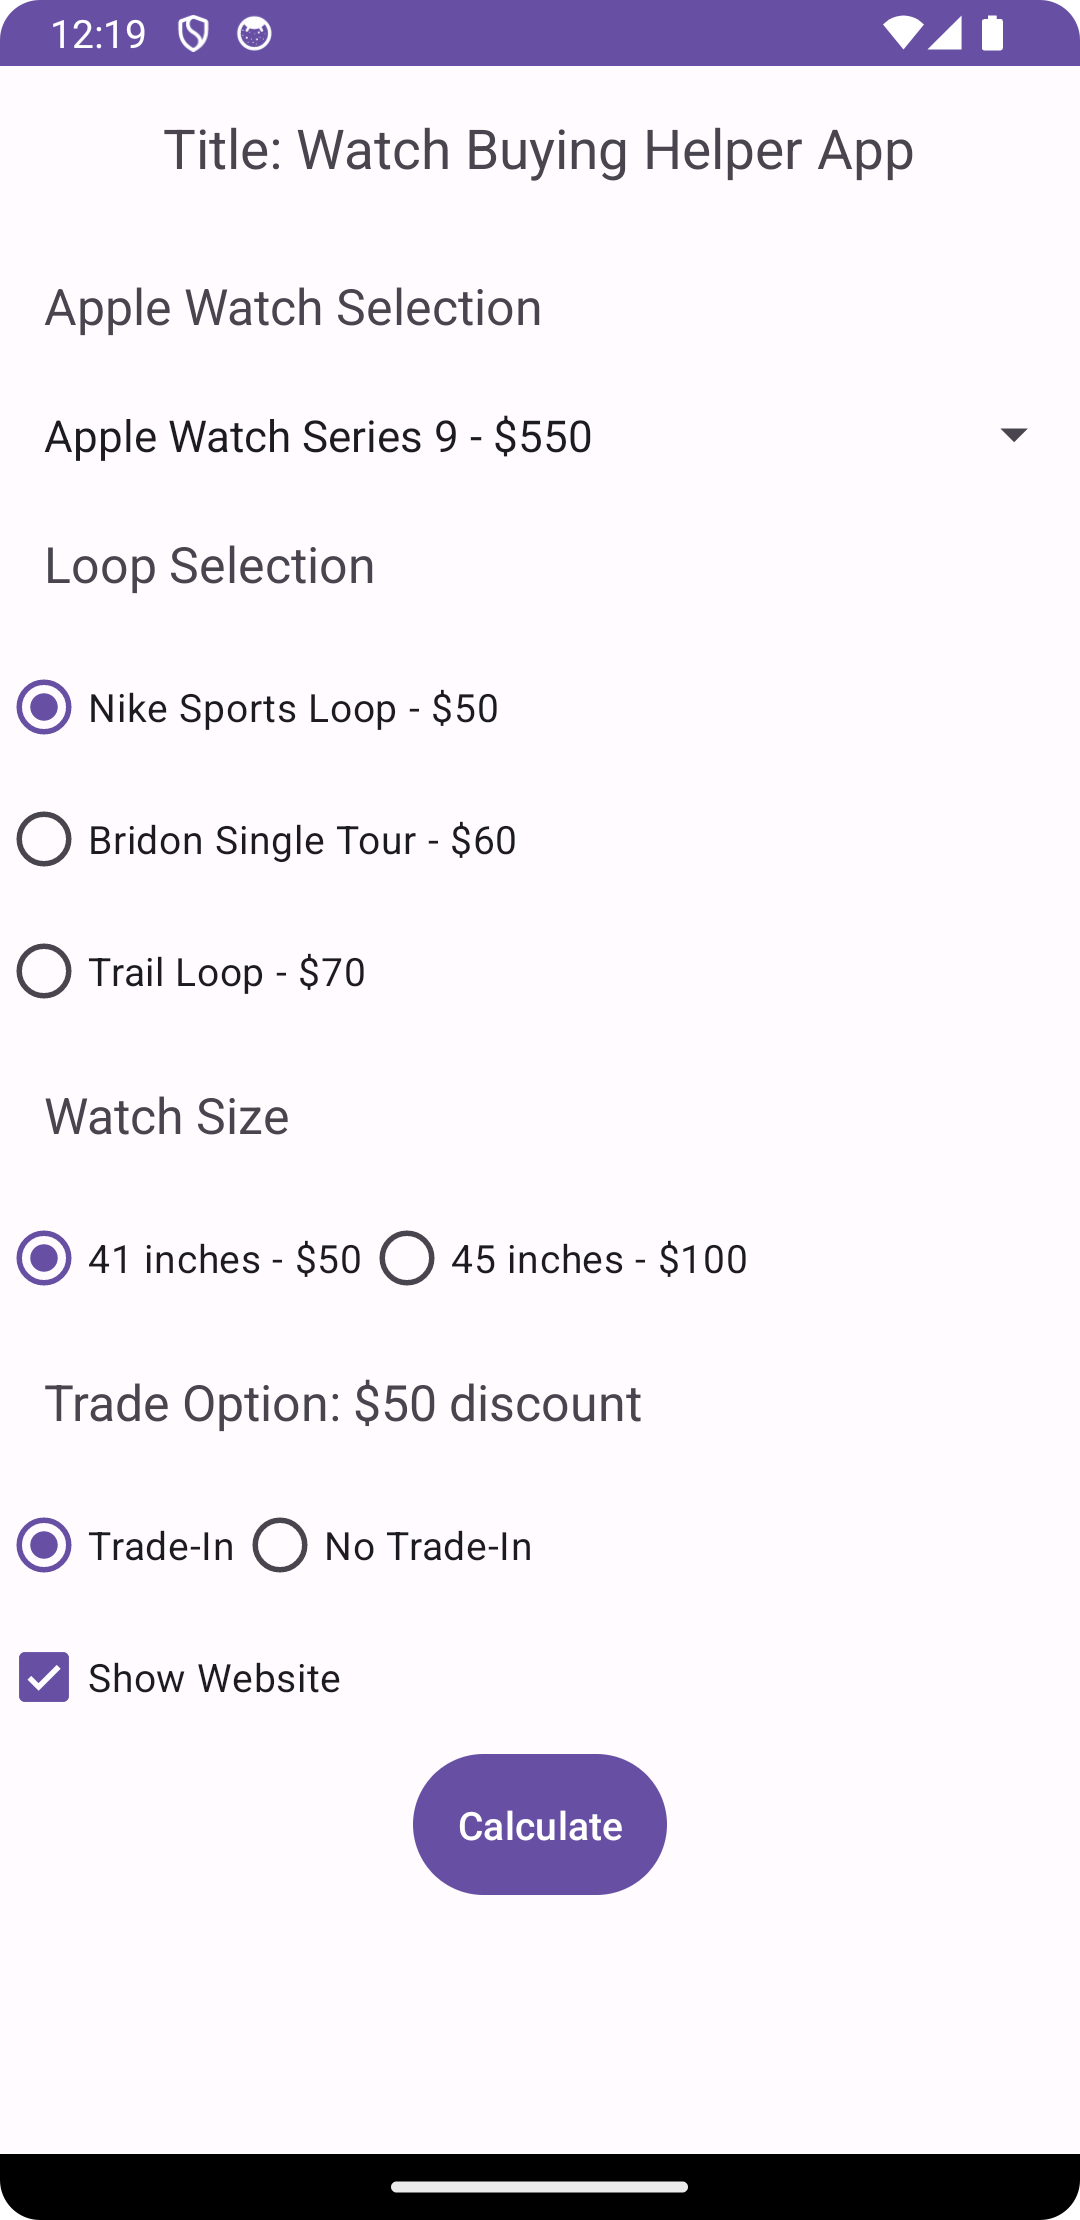 12:19
Title: Watch Buying Helper App
Apple Watch Selection
Apple Watch Series 9 - $550
Loop Selection
Nike Sports Loop - $50
Bridon Single Tour - $60
Trail Loop - $70
Watch Size
41 inches - $50 45 inches - $100
Trade Option: $50 discount
Trade-In No Trade-In
Show Website
Calculate